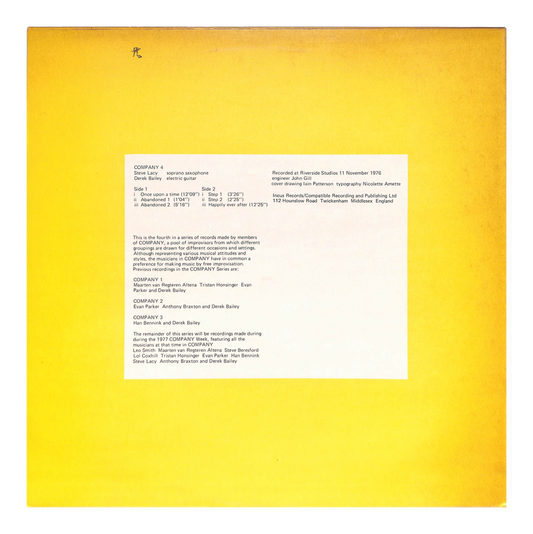 COMPANY 4
Steve Lacy soprano saxophone
Derek Bailey electric guitar
Side 1
i Once upon a time (12'09")
ii Abandoned 1 (1'04")
iii Abandoned 2 (5'16")
Side 2
i Step 1 (3'26")
ii Step 2 (2'26")
iii Happily ever after (12'25")
Recorded at Riverside Studios 11 November 1976
engineer John Gill
cover drawing Iain Patterson typography Nicolette Amette
Incus Records/Compatible Recording and Publishing Ltd
112 Hounslow Road Twickenham Middlesex England
This is the fourth in a series of records made by members
of COMPANY, a pool of improvisors from which different
groupings are drawn for different occasions and settings.
Although representing various musical attitudes and
styles, the musicians in COMPANY have in common a
preference for making music by free improvisation.
Previous recordings in the COMPANY Series are:
COMPANY 1
Maarten van Regteren Altena Tristan Honsinger Evan
Parker and Derek Bailey
COMPANY 2
Evan Parker Anthony Braxton and Derek Bailey
COMPANY 3
Han Bennink and Derek Bailey
The remainder of this series will be recordings made during
during the 1977 COMPANY Week, featuring all the
musicians at that time in COMPANY
Leo Smith Maarten van Regteren Altena Steve Beresford
Lol Coxhill Tristan Honsinger Evan Parker Han Bennink
Steve Lacy Anthony Braxton and Derek Bailey